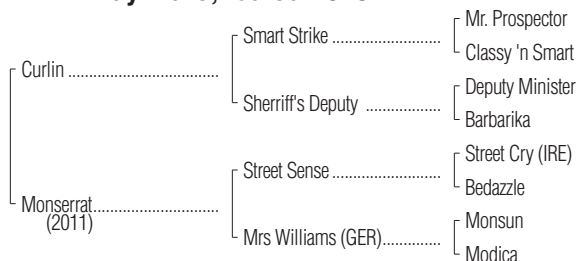 Mr. Prospector
Smart Strike ........................
Classy 'n Smart
Curlin ..................................
Deputy Minister
Sherriff's Deputy .................
Barbarika
Street Cry (IRE)
Street Sense ........................
Bedazzle
Monserrat...........................
(2011)
Monsun
Mrs Williams (GER).............
Modica